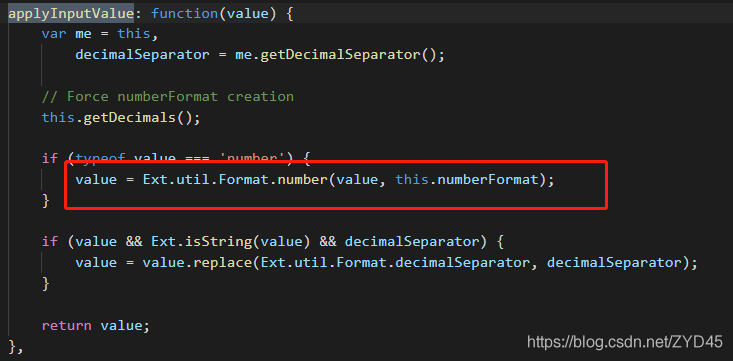 applyInputValue: function(value) {
var me = this,
decimalSeparator = me.getDecimalSeparator();
// Force numberFormat creation
this.getDecimals();
if (typeof value === 'number') {
value = Ext.util.Format.number(value, this.numberFormat);
}
if (value && Ext.isString(value) && decimalSeparator) {
value = value.replace(Ext.util.Format.decimalSeparator, decimalSeparator);
}
return value;
},
https://blog.csdn.net/ZYD45